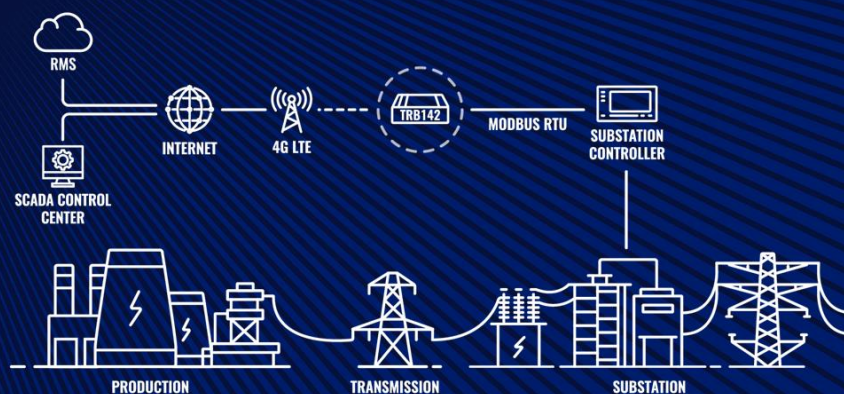 RMS
INTERNET
4G LTE
TRB142
MODBUS RTU
SUBSTATION
CONTROLLER
SCADA CONTROL
CENTER
PRODUCTION
TRANSMISSION
SUBSTATION